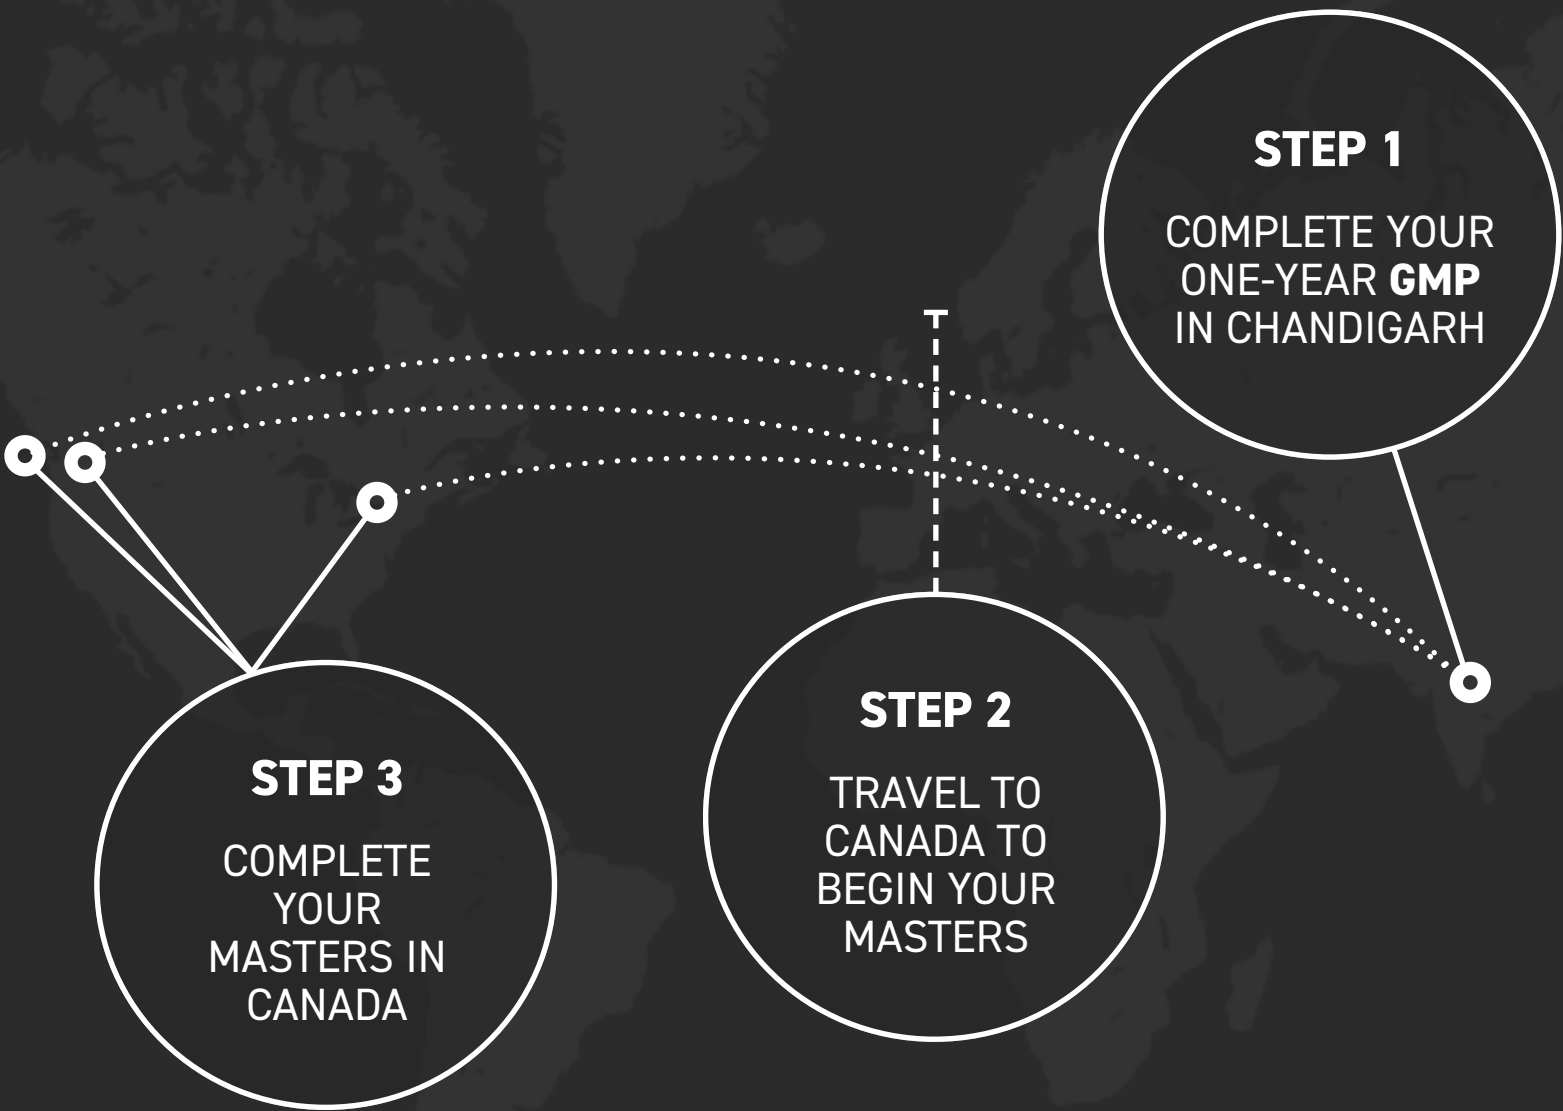 STEP 1
COMPLETE YOUR
ONE-YEAR GMP
IN CHANDIGARH
STEP 2
TRAVEL TO
CANADA TO
BEGIN YOUR
MASTERS
STEP 3
COMPLETE
YOUR
MASTERS IN
CANADA